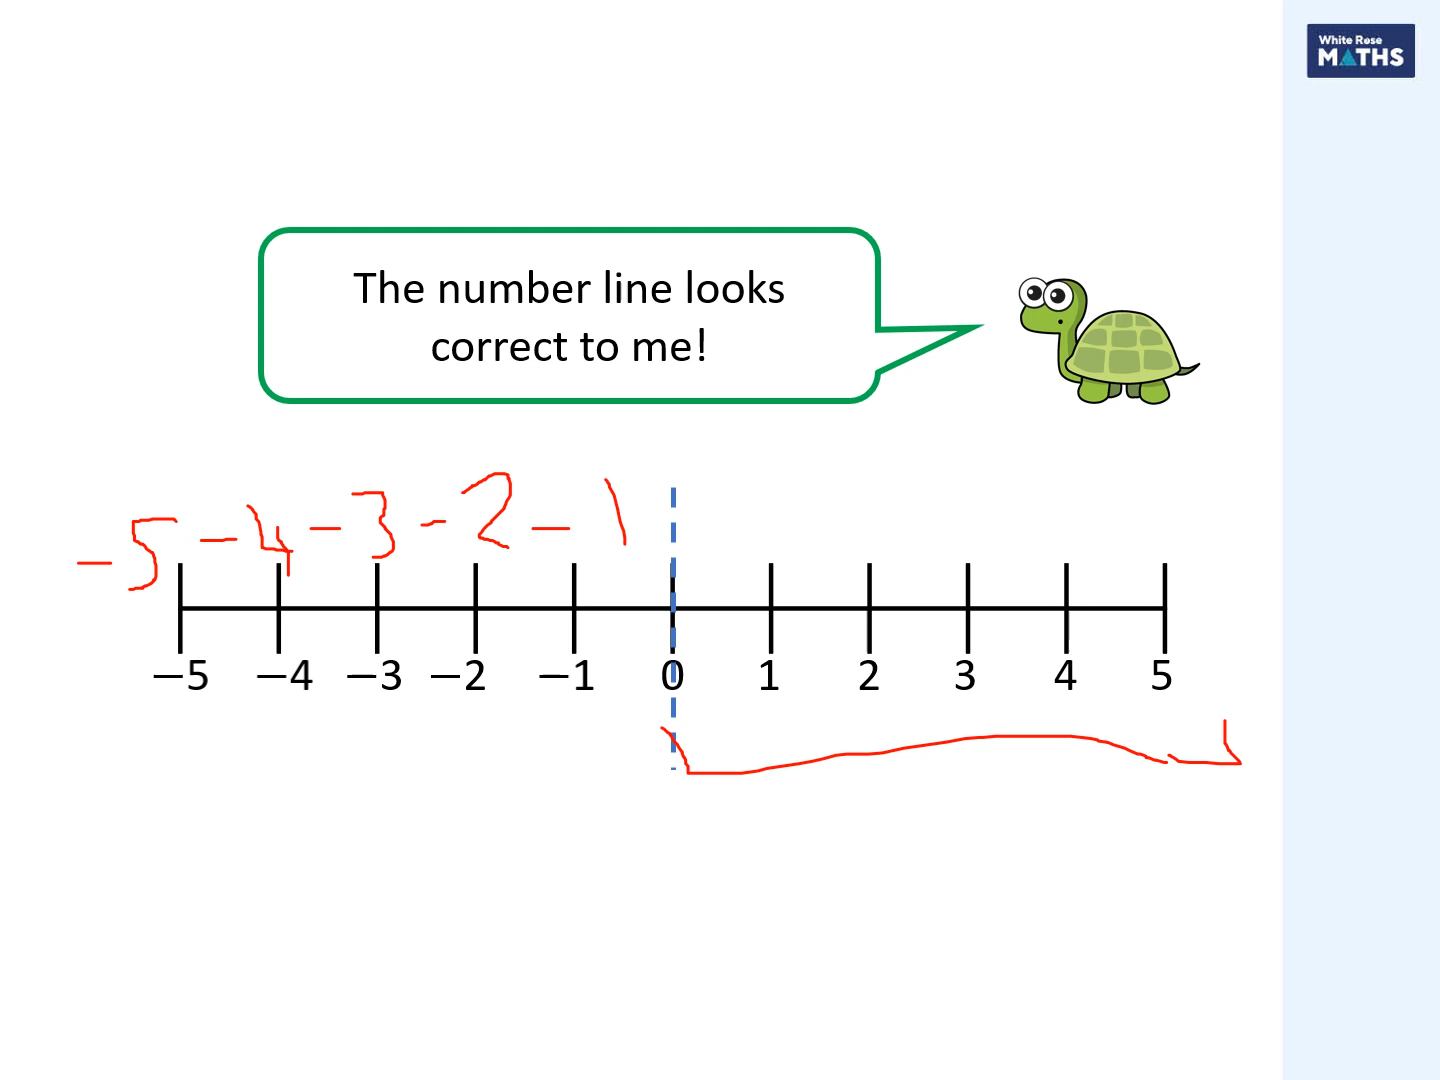 White Rose
MATHS
The number line looks
correct to me!
-5 -4 -3 -2 -1
−5 −4 −3 −2 −1 0 1 2 3 4 5